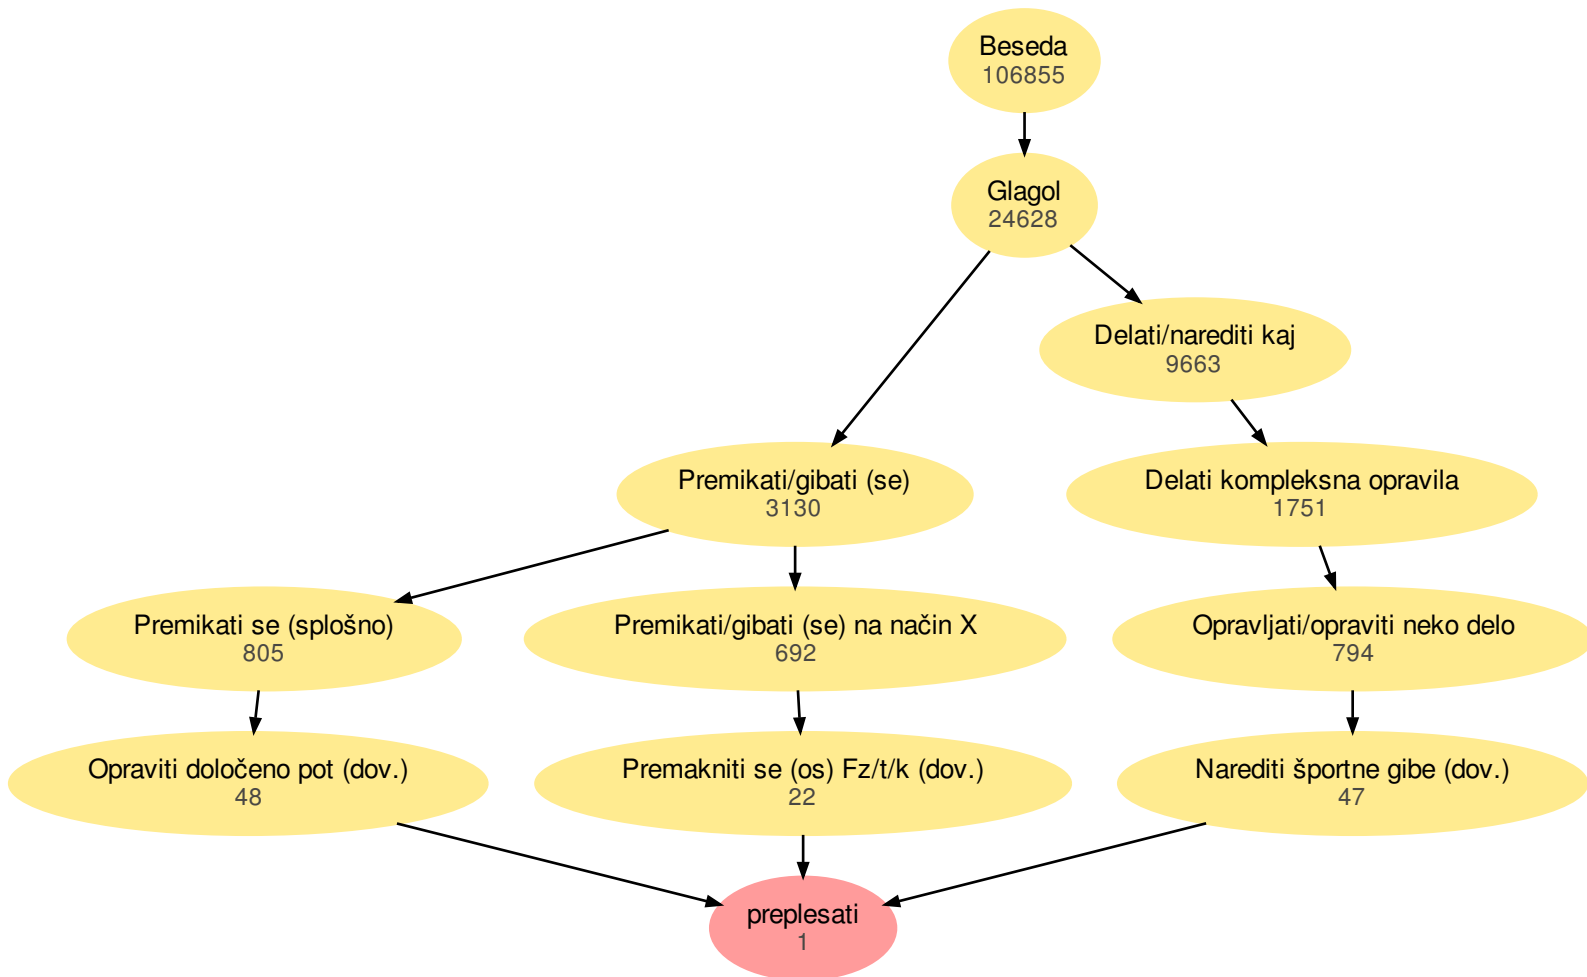 Beseda
106855
Glagol
24628
Delati/narediti kaj
9663
Premikati/gibati (se)
3130
Delati kompleksna opravila
1751
Premikati se (splošno)
805
Premikati/gibati (se) na način X
692
Opravljati/opraviti neko delo
794
Opraviti določeno pot (dov.)
48
Premakniti se (os) Fz/t/k (dov.)
22
Narediti športne gibe (dov.)
47
preplesati
1